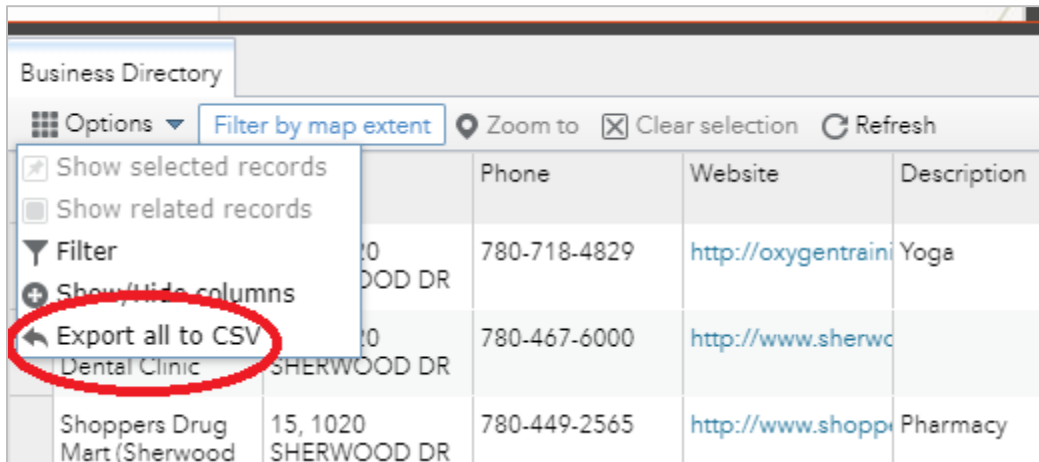 Business Directory
Options Filter by map extent Zoom to Clear selection Refresh
Show selected records
Show related records
Filter
Show/Hide columns
Export all to CSV
Phone Website Description
780-718-4829 http://oxygentraini Yoga
780-467-6000 http://www.sherwo
Dental Clinic SHERWOOD DR
Shoppers Drug 15, 1020 780-449-2565 http://www.shopp Pharmacy
Mart (Sherwood SHERWOOD DR